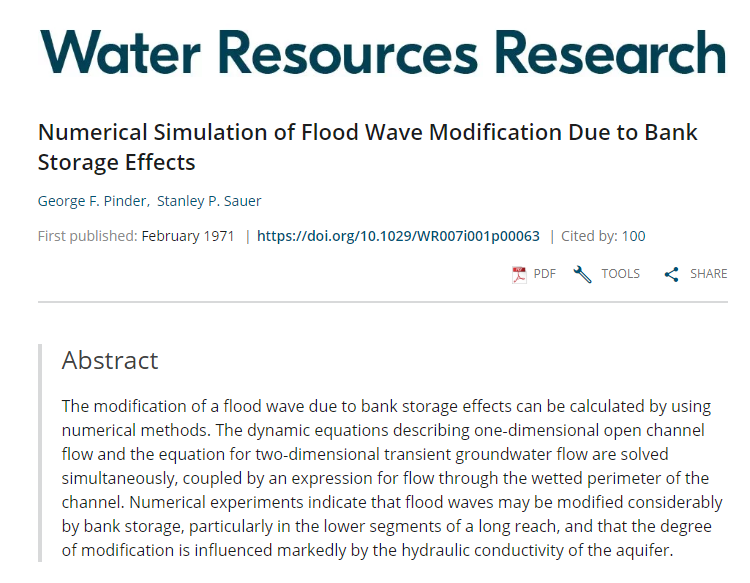 Water Resources Research
Numerical Simulation of Flood Wave Modification Due to Bank
Storage Effects
George F. Pinder, Stanley P. Sauer
First published: February 1971 | https://doi.org/10.1029/WR007i001p00063 | Cited by: 100
PDF TOOLS SHARE
Abstract
The modification of a flood wave due to bank storage effects can be calculated by using
numerical methods. The dynamic equations describing one-dimensional open channel
flow and the equation for two-dimensional transient groundwater flow are solved
simultaneously, coupled by an expression for flow through the wetted perimeter of the
channel. Numerical experiments indicate that flood waves may be modified considerably
by bank storage, particularly in the lower segments of a long reach, and that the degree
of modification is influenced markedly by the hydraulic conductivity of the aquifer.